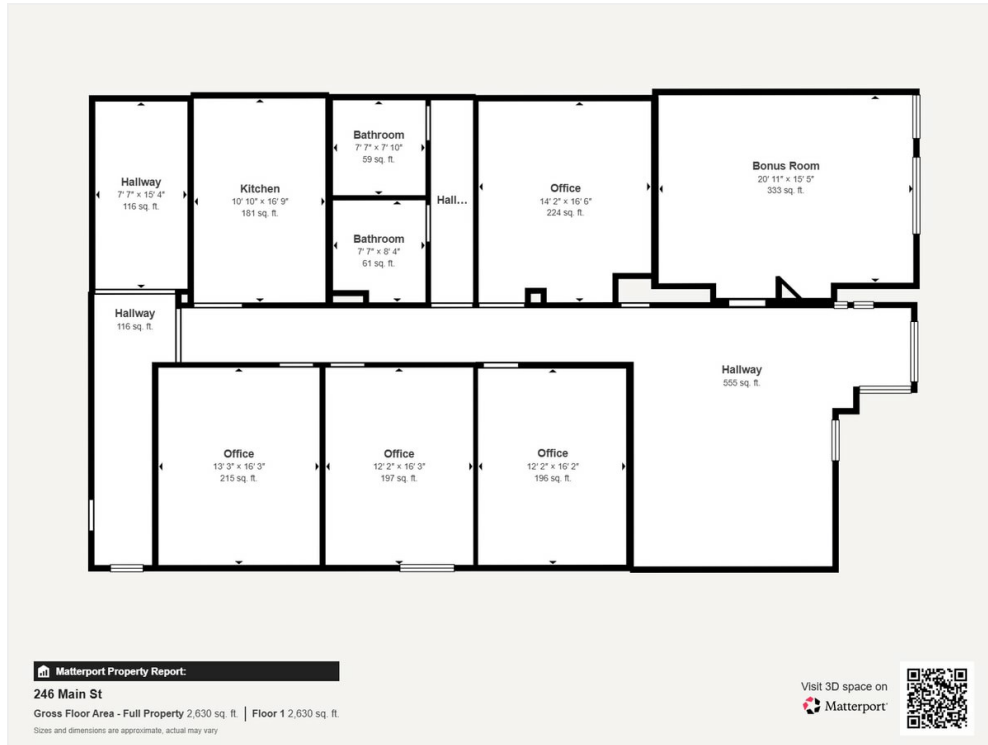 Hallway
7' 7" × 15' 4"
116 sq. ft.
Kitchen
10' 10" × 16' 9"
181 sq. ft.
Bathroom
7' 7" × 7' 10"
59 sq. ft.
Bathroom
7' 7" × 8' 4"
61 sq. ft.
Hall...
Office
14' 2" × 16' 6"
224 sq. ft.
Bonus Room
20' 11" × 15' 5"
333 sq. ft.
Hallway
116 sq. ft.
Hallway
555 sq. ft.
Office
13' 3" × 16' 3"
215 sq. ft.
Office
12' 2" × 16' 3"
197 sq. ft.
Office
12' 2" × 16' 2"
196 sq. ft.
Matterport Property Report:
246 Main St
Gross Floor Area - Full Property 2,630 sq. ft. | Floor 1 2,630 sq. ft.
Sizes and dimensions are approximate, actual may vary
Visit 3D space on
Matterport